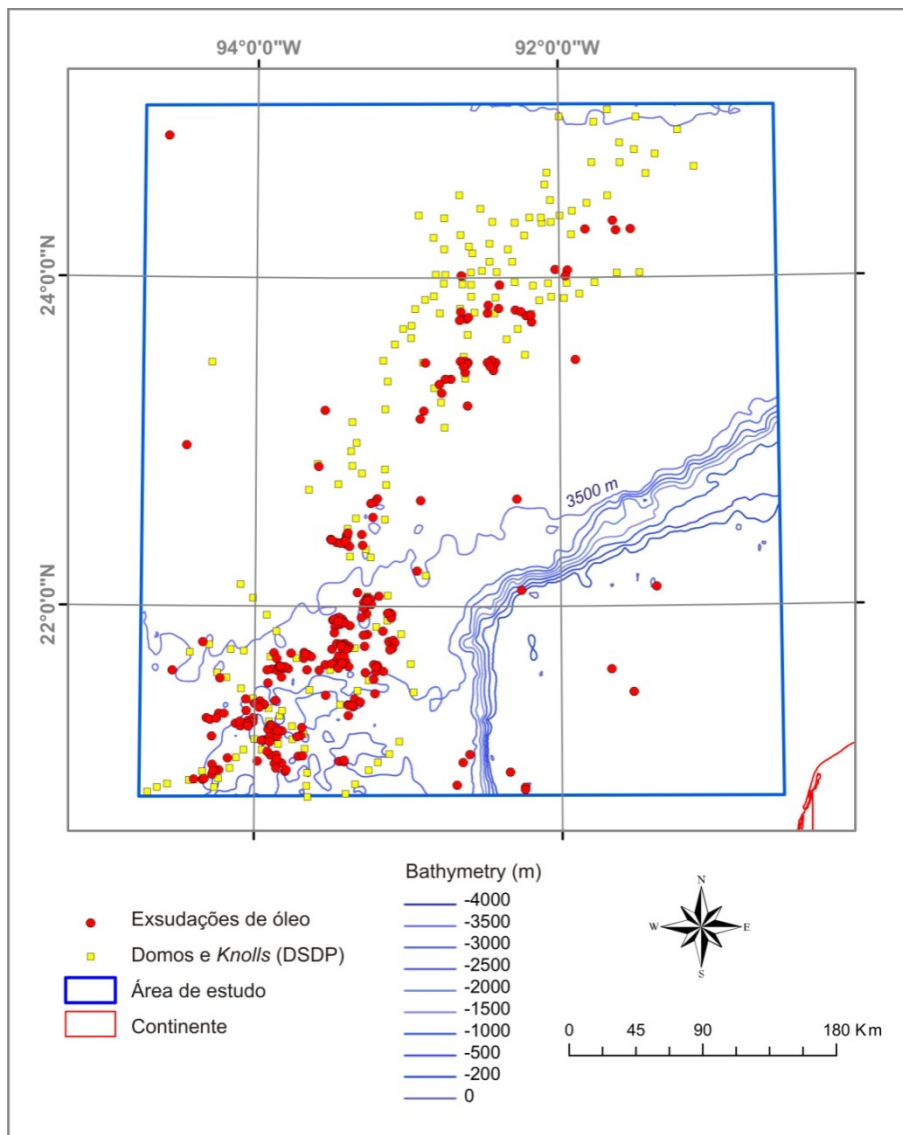 94°0'0"W
92°0'0"W
24°0'0"N
3500 m
22°0'0"N
Exsudações de óleo
Domos e Knolls (DSDP)
Área de estudo
Continente
Bathymetry (m)
-4000
-3500
-3000
-2500
-2000
-1500
-1000
-500
-200
0
N
W E
S
0 45 90 180 Km